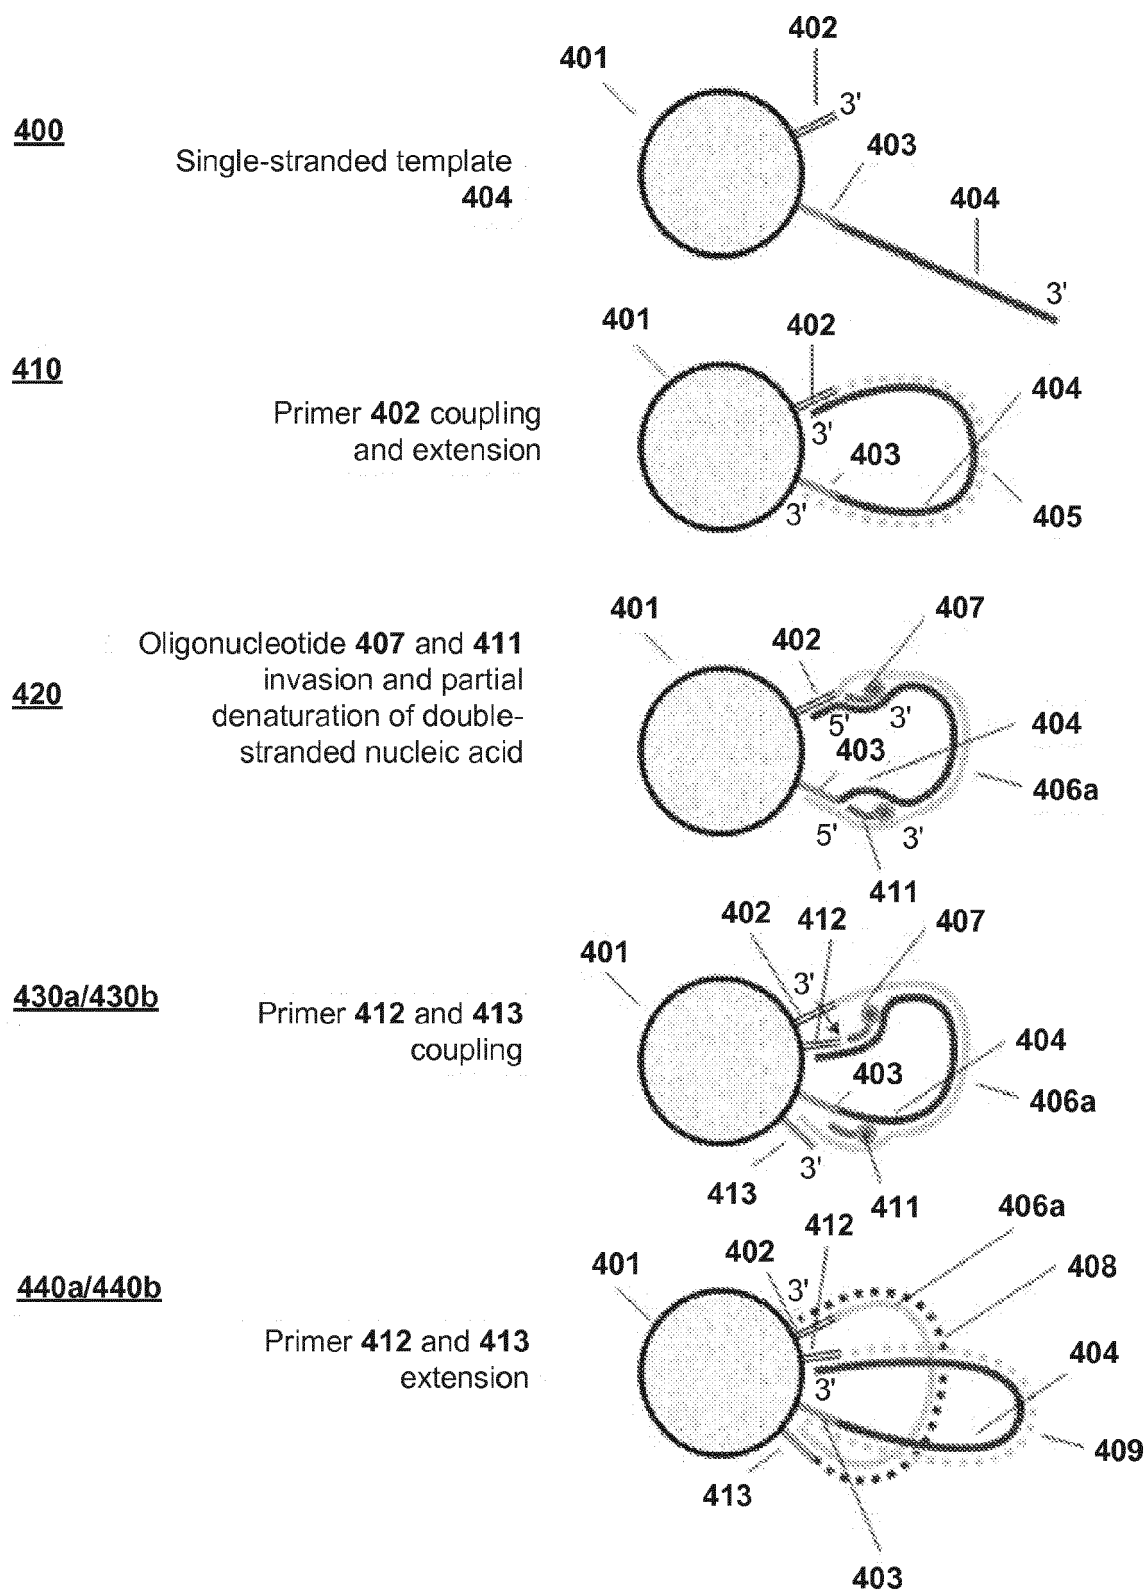 402
401
3'
400
403
Single-stranded template
404
404
3'
401
402
410
404
Primer 402 coupling
and extension
3'
403
3'
405
401
407
402
Oligonucleotide 407 and 411
invasion and partial
420
denaturation of double-
stranded nucleic acid
5'
3'
404
403
406a
5'
3'
411
402
412
407
401
3'
430a/430b
Primer 412 and 413
coupling
404
403
406a
3'
413
411
406a
412
402
401
3'
408
440a/440b
Primer 412 and 413
extension
404
3'
409
413
403